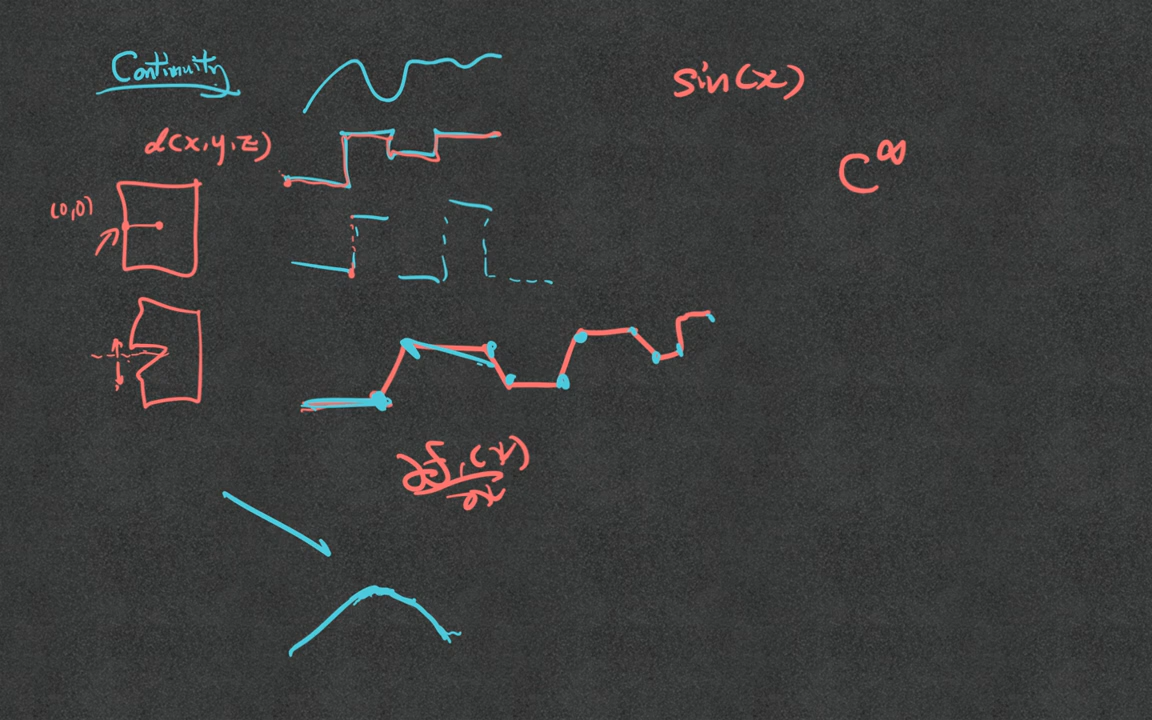 Continuity
sin(x)
d(x,y,z)
C^∞
(0,0)